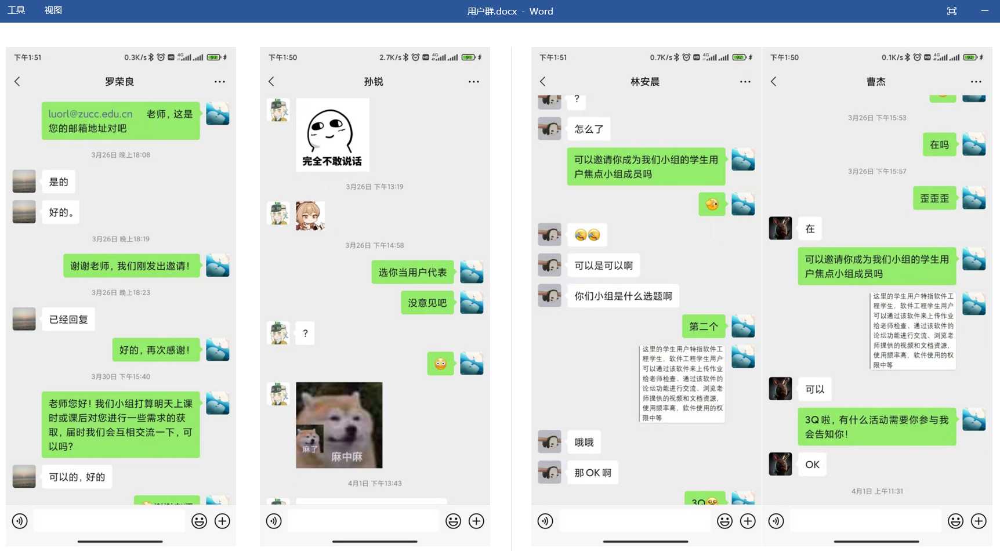 工具 视图
用户群.docx - Word
下午1:51
0.3K/s
HD
4G
93
罗荣良
luorl@zucc.edu.cn 老师，这是
您的邮箱地址对吧
3月26日 晚上18:08
是的
好的。
3月26日 晚上18:19
谢谢老师，我们刚发出邀请！
3月26日 晚上18:23
已经回复
好的，再次感谢！
3月30日 下午15:40
老师您好！我们小组打算明天上课
时或课后对您进行一些需求的获
取，届时我们会互相交流一下，可
以吗？
可以的，好的
谢谢老师
下午1:50
2.7K/s
HD
4G
91
孙锐
完全不敢说话
3月26日 下午13:19
3月26日 下午14:58
选你当用户代表
没意见吧
？
麻了
麻中麻
4月1日 下午13:43
下午1:51
0.7K/s
HD
4G
92
林安晨
？
怎么了
可以邀请你成为我们小组的学生用
户焦点小组成员吗
可以是可以啊
你们小组是什么选题啊
第二个
这里的学生用户特指软件工
程学生，软件工程学生用户
可以通过该软件来上传作业
给老师检查、通过该软件的
论坛功能进行交流、浏览老
师提供的视频和文档资源，
使用频率高，软件使用的权
限中等
哦哦
那OK啊
3Q
下午1:50
0.1K/s
HD
4G
92
曹杰
3月26日 下午15:53
在吗
3月26日 下午15:57
歪歪歪
在
可以邀请你成为我们小组的学生用
户焦点小组成员吗
这里的学生用户特指软件工
程学生，软件工程学生用户
可以通过该软件来上传作业
给老师检查、通过该软件的
论坛功能进行交流、浏览老
师提供的视频和文档资源，
使用频率高，软件使用的权
限中等
可以
3Q啦，有什么活动需要你参与我
会告知你！
OK
4月1日 上午11:31